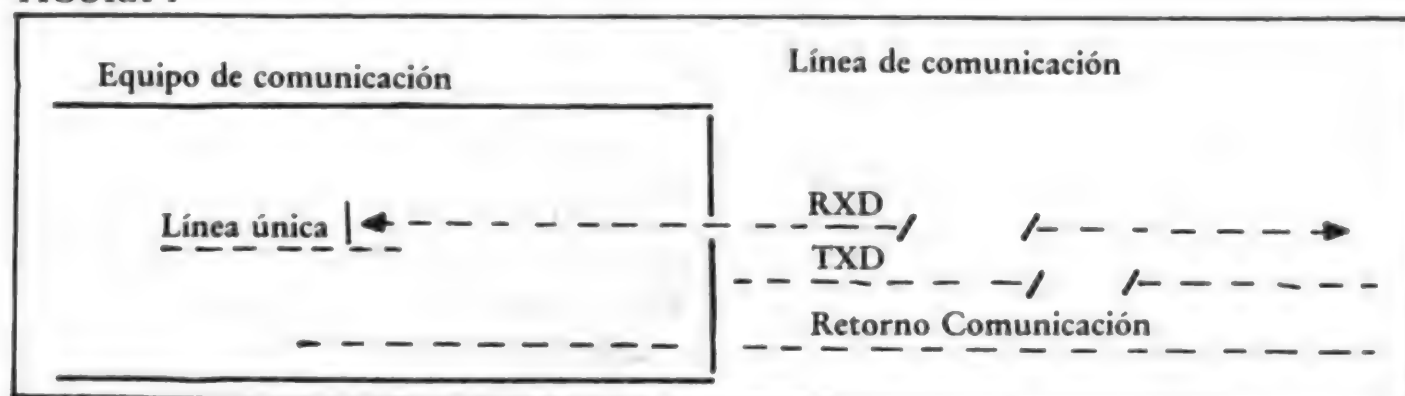 Equipo de comunicación
Línea de comunicación
Línea única
RXD
TXD
Retorno Comunicación